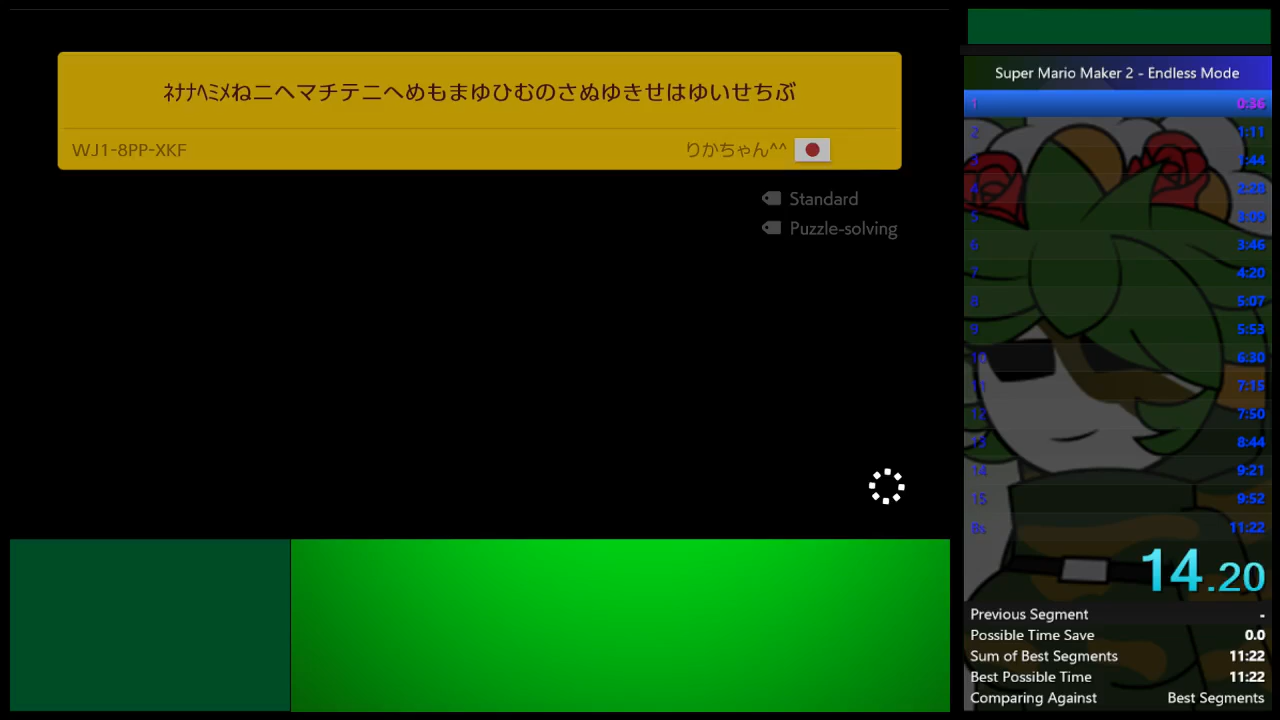 ﾈﾅﾅﾍﾐﾒねニヘマチテニへめもまゆひむのさぬゆきせはゆいせちぶ
WJ1-8PP-XKF
りかちゃん^^
Standard
Puzzle-solving
Super Mario Maker 2 - Endless Mode
1 0:36
2 1:11
3 1:44
4 2:28
5 3:09
6 3:46
7 4:20
8 5:07
9 5:53
10 6:30
11 7:15
12 7:50
13 8:44
14 9:21
15 9:52
Bs 11:22
14.20
Previous Segment -
Possible Time Save 0.0
Sum of Best Segments 11:22
Best Possible Time 11:22
Comparing Against Best Segments